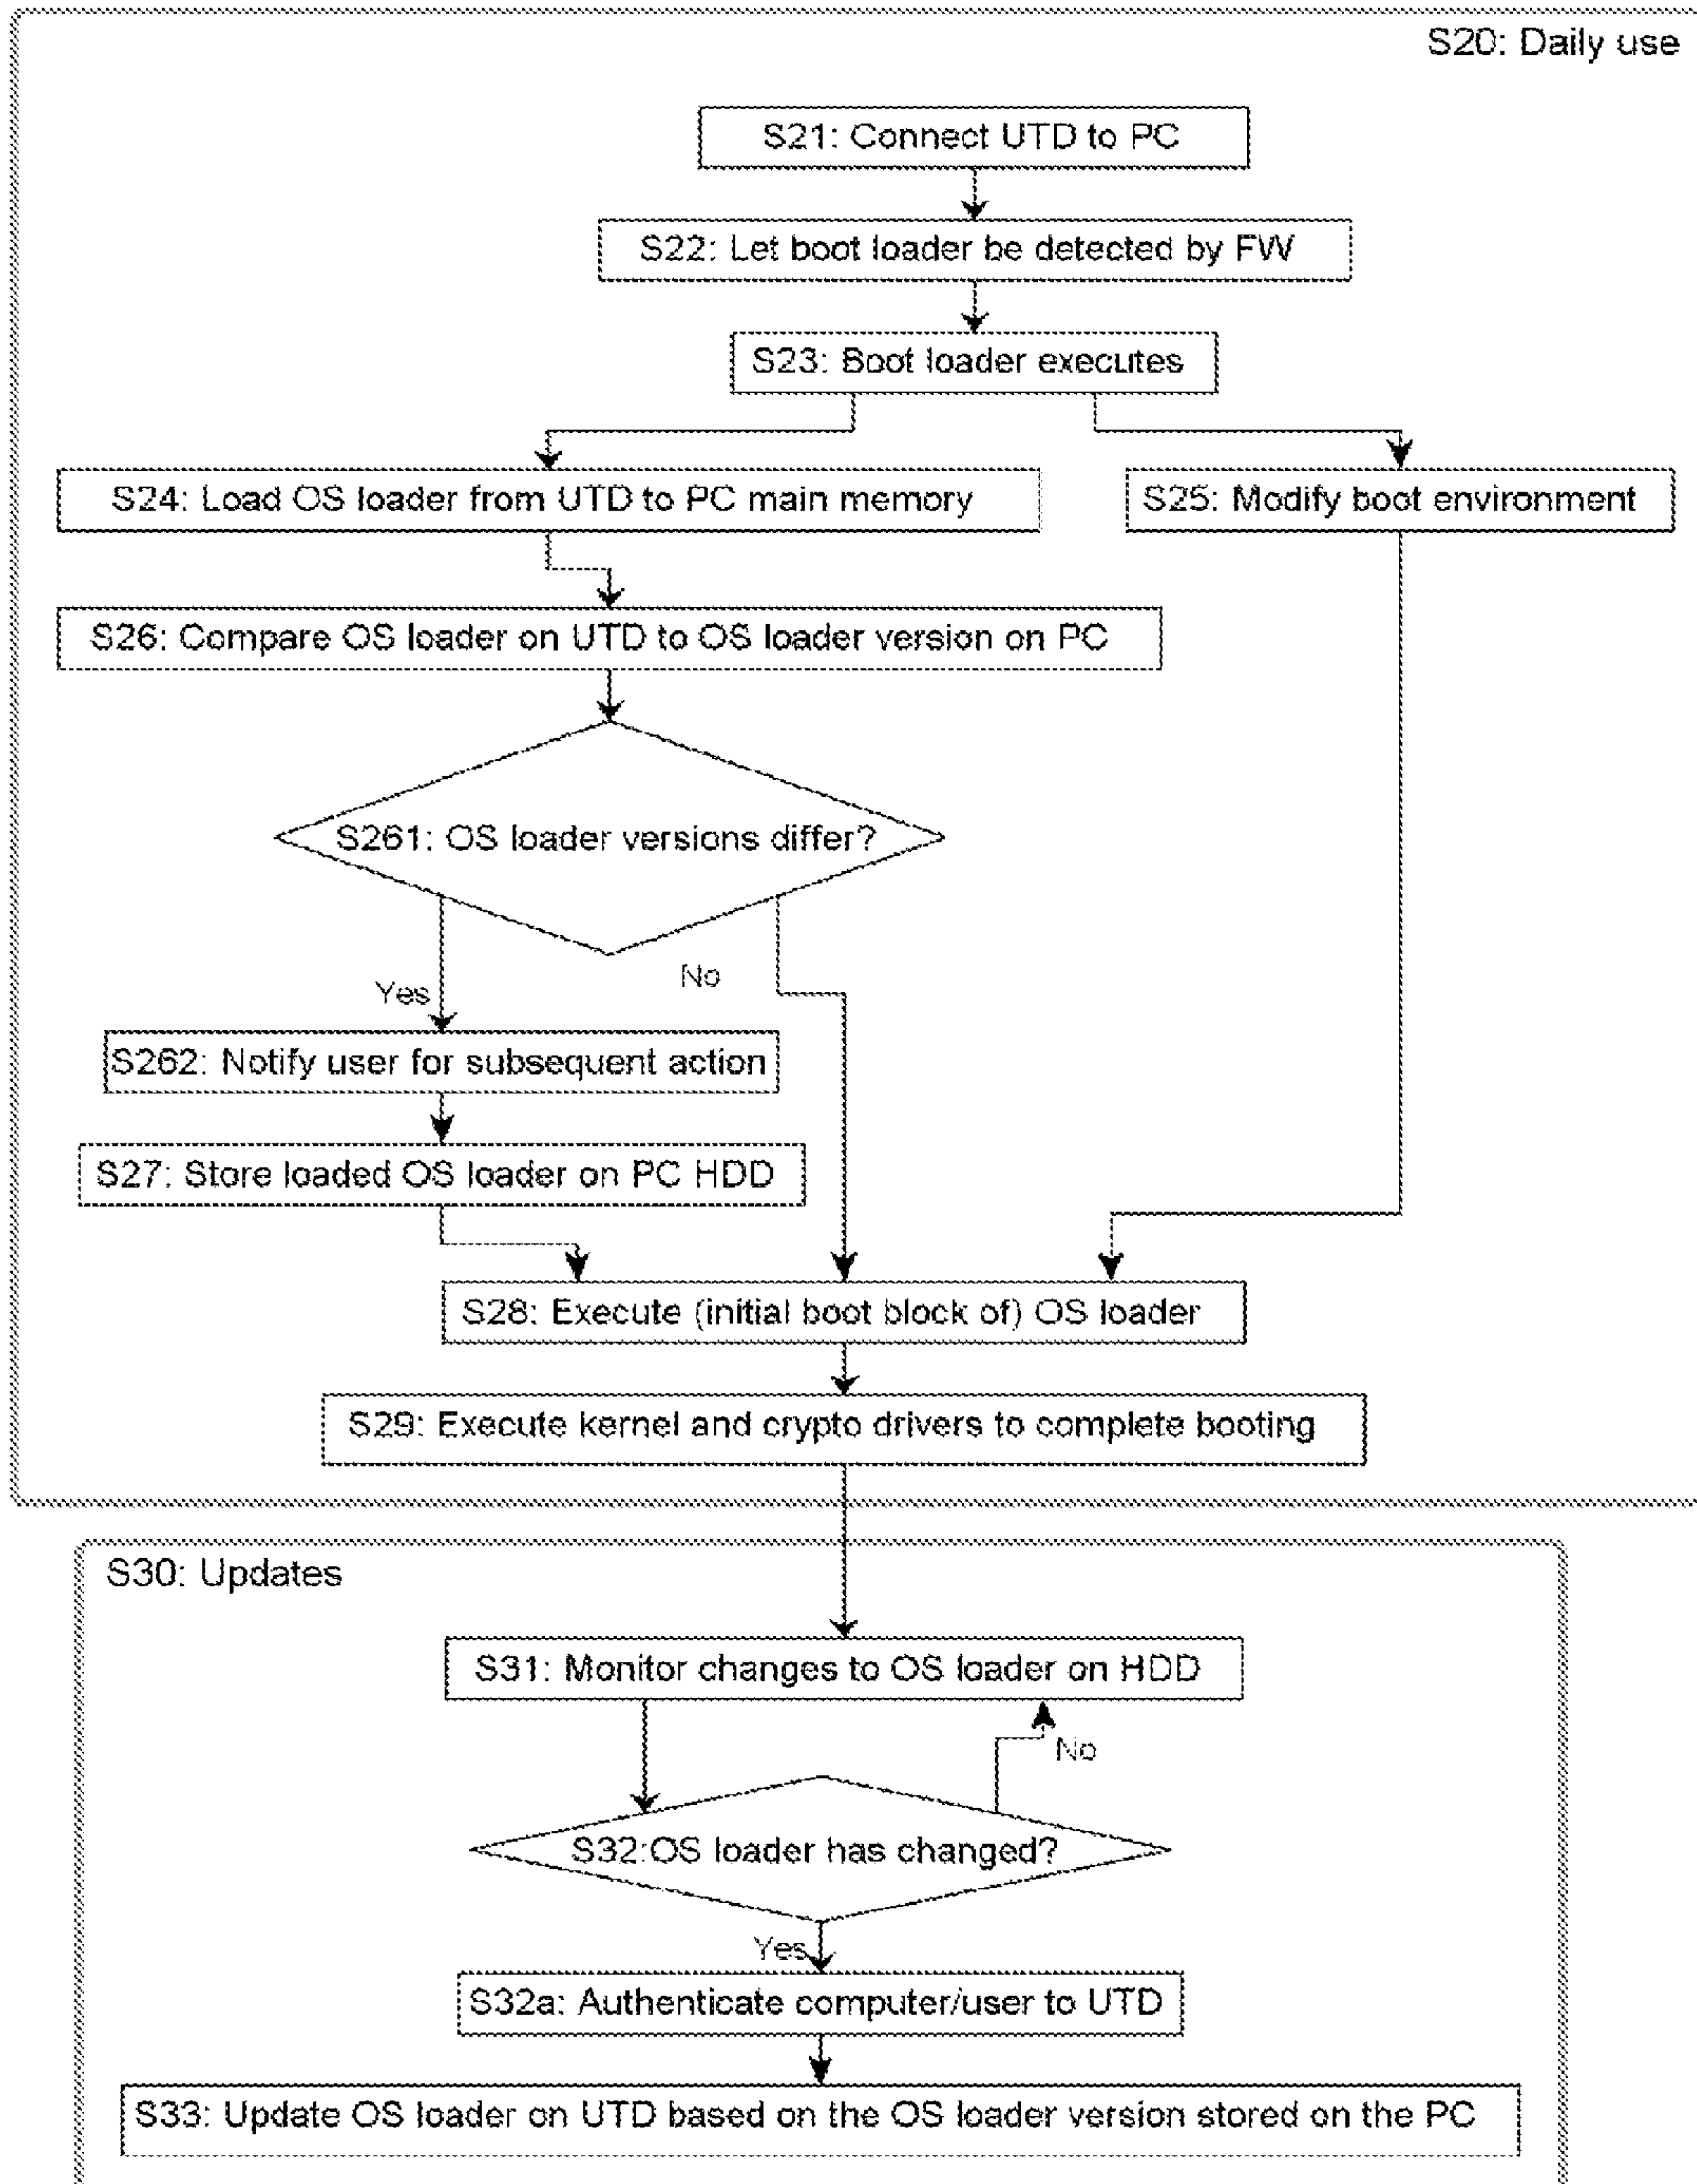 S20: Daily use
S21: Connect UTD to PC
S22: Let boot loader be detected by FW
S23: Boot loader executes
S24: Load OS loader from UTD to PC main memory
S25: Modify boot environment
S26: Compare OS loader on UTD to OS loader version on PC
S261: OS loader versions differ?
Yes
No
S262: Notify user for subsequent action
S27: Store loaded OS loader on PC HDD
S28: Execute (initial boot block of) OS loader
S29: Execute kernel and crypto drivers to complete booting
S30: Updates
S31: Monitor changes to OS loader on HDD
No
S32:OS loader has changed?
Yes
S32a: Authenticate computer/user to UTD
S33: Update OS loader on UTD based on the OS loader version stored on the PC